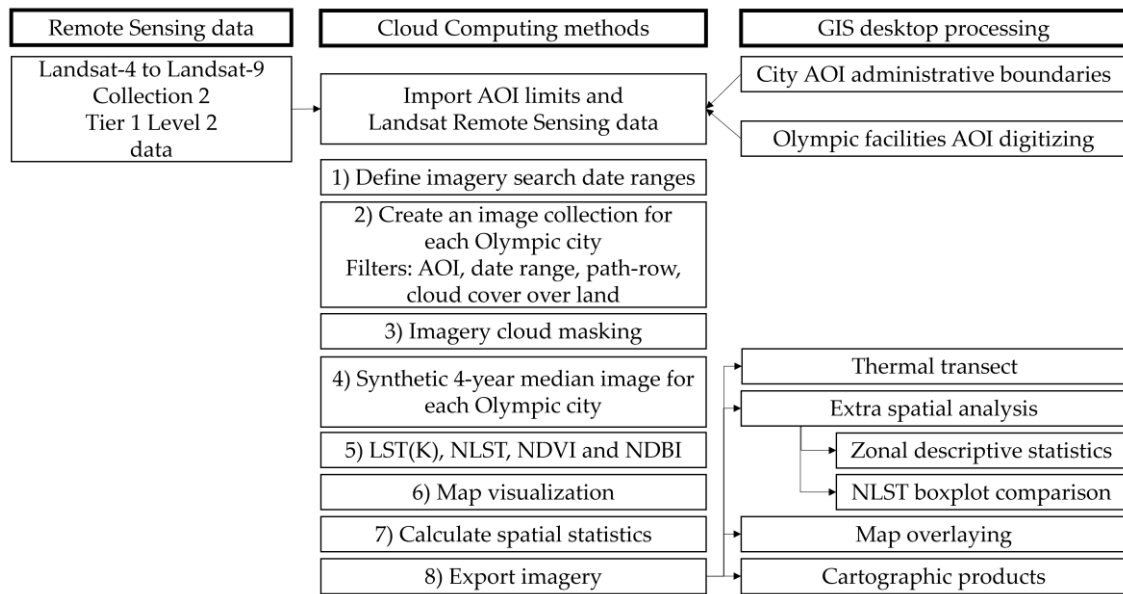 Remote Sensing data
Landsat-4 to Landsat-9
Collection 2
Tier 1 Level 2
data
Cloud Computing methods
Import AOI limits and
Landsat Remote Sensing data
1) Define imagery search date ranges
2) Create an image collection for
each Olympic city
Filters: AOI, date range, path-row,
cloud cover over land
3) Imagery cloud masking
4) Synthetic 4-year median image for
each Olympic city
5) LST(K), NLST, NDVI and NDBI
6) Map visualization
7) Calculate spatial statistics
8) Export imagery
GIS desktop processing
City AOI administrative boundaries
Olympic facilities AOI digitizing
Thermal transect
Extra spatial analysis
Zonal descriptive statistics
NLST boxplot comparison
Map overlaying
Cartographic products